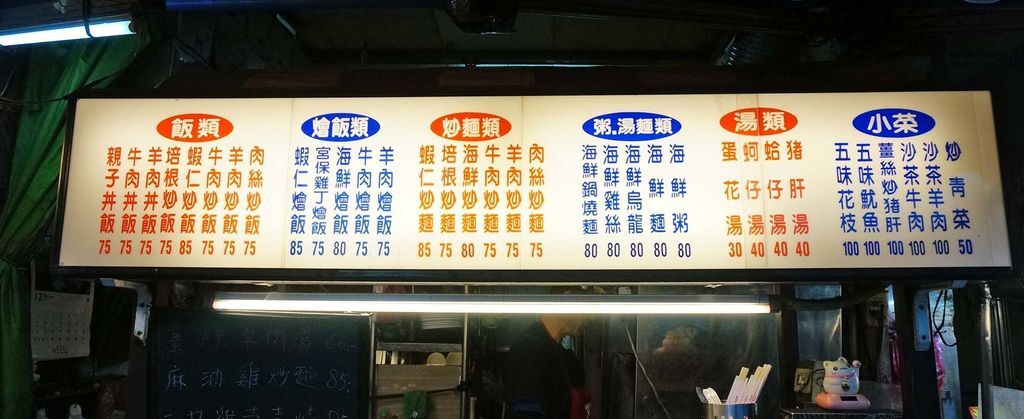 飯類
親子丼飯 75
牛肉丼飯 75
羊肉丼飯 75
培根炒飯 75
蝦仁炒飯 85
牛肉炒飯 75
羊肉炒飯 75
肉絲炒飯 75
燴飯類
蝦仁燴飯 85
宮保雞丁燴飯 75
海鮮燴飯 80
牛肉燴飯 75
羊肉燴飯 75
炒麵類
蝦仁炒麵 85
培根炒麵 75
海鮮炒麵 80
牛肉炒麵 75
羊肉炒麵 75
肉絲炒麵 75
粥.湯麵類
海鮮鍋燒麵 80
海鮮雞絲 80
海鮮烏龍 80
海鮮麵 80
海鮮粥 80
湯類
蛋花湯 30
蚵仔湯 40
蛤仔湯 40
豬肝湯 40
小菜
五味花枝 100
五味魷魚 100
薑絲炒豬肝 100
沙茶牛肉 100
沙茶羊肉 100
炒青菜 50
12
麻油雞炒麵 85